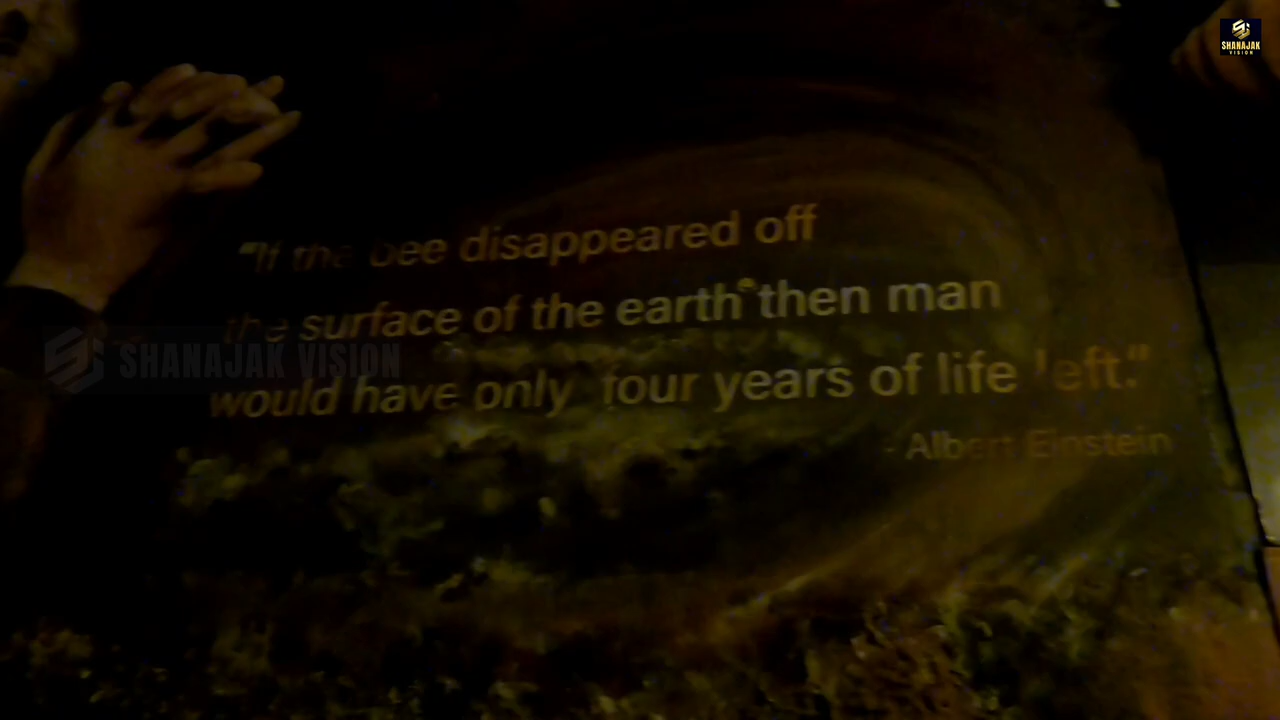 SHANAJAK
VISION
"If the bee disappeared off
the surface of the earth then man
SHANAJAK VISION
would have only four years of life left."
- Albert Einstein